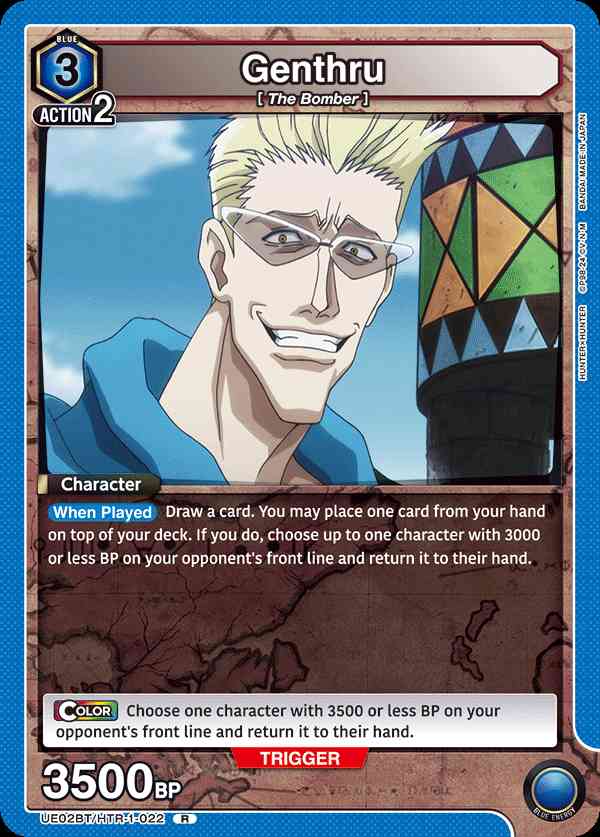 BLUE
3
ACTION 2
Genthru
[ The Bomber ]
HUNTER×HUNTER ©P98-24 ©V･N･M BANDAI MADE IN JAPAN
Character
When Played Draw a card. You may place one card from your hand
on top of your deck. If you do, choose up to one character with 3000
or less BP on your opponent's front line and return it to their hand.
COLOR Choose one character with 3500 or less BP on your
opponent's front line and return it to their hand.
TRIGGER
3500 BP
UE02BT/HTR-1-022 R
BLUE ENERGY